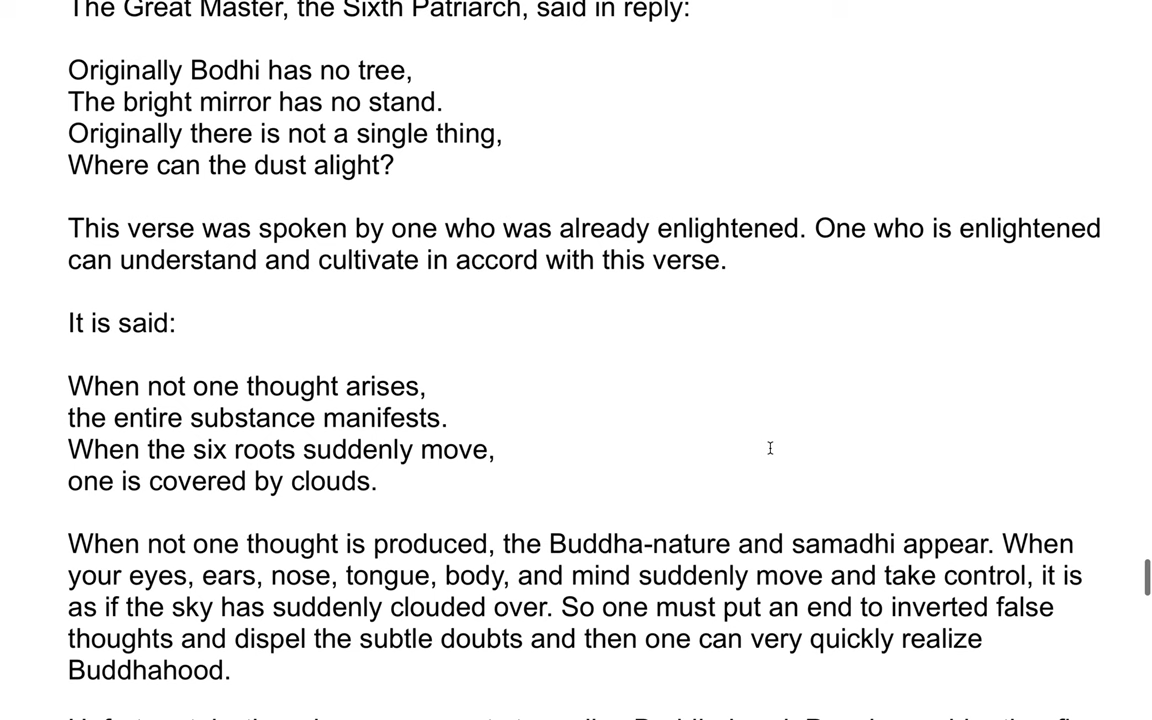 The Great Master, the Sixth Patriarch, said in reply:
Originally Bodhi has no tree,
The bright mirror has no stand.
Originally there is not a single thing,
Where can the dust alight?
This verse was spoken by one who was already enlightened. One who is enlightened
can understand and cultivate in accord with this verse.
It is said:
When not one thought arises,
the entire substance manifests.
When the six roots suddenly move,
one is covered by clouds.
When not one thought is produced, the Buddha-nature and samadhi appear. When
your eyes, ears, nose, tongue, body, and mind suddenly move and take control, it is
as if the sky has suddenly clouded over. So one must put an end to inverted false
thoughts and dispel the subtle doubts and then one can very quickly realize
Buddhahood.